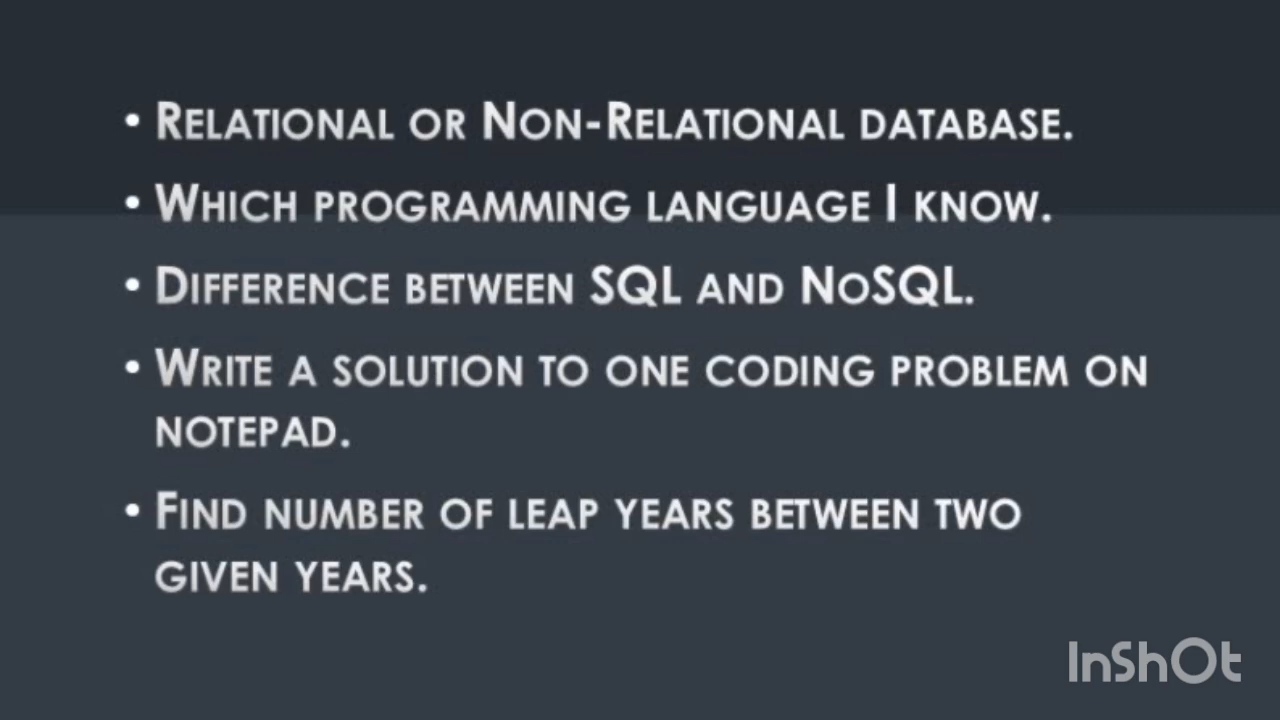 • Relational or Non-Relational database.
• Which programming language I know.
• Difference between SQL and NoSQL.
• Write a solution to one coding problem on
notepad.
• Find number of leap years between two
given years.
InShOt